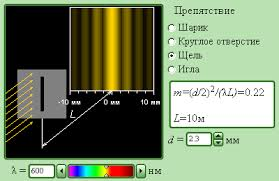 Препятствие
Шарик
Круглое отверстие
Щель
Игла
-10 мм 0 мм 10 мм
L
m=(d/2)²/(λL)=0.22
L=10м
d = 2.3 мм
λ = 600 нм